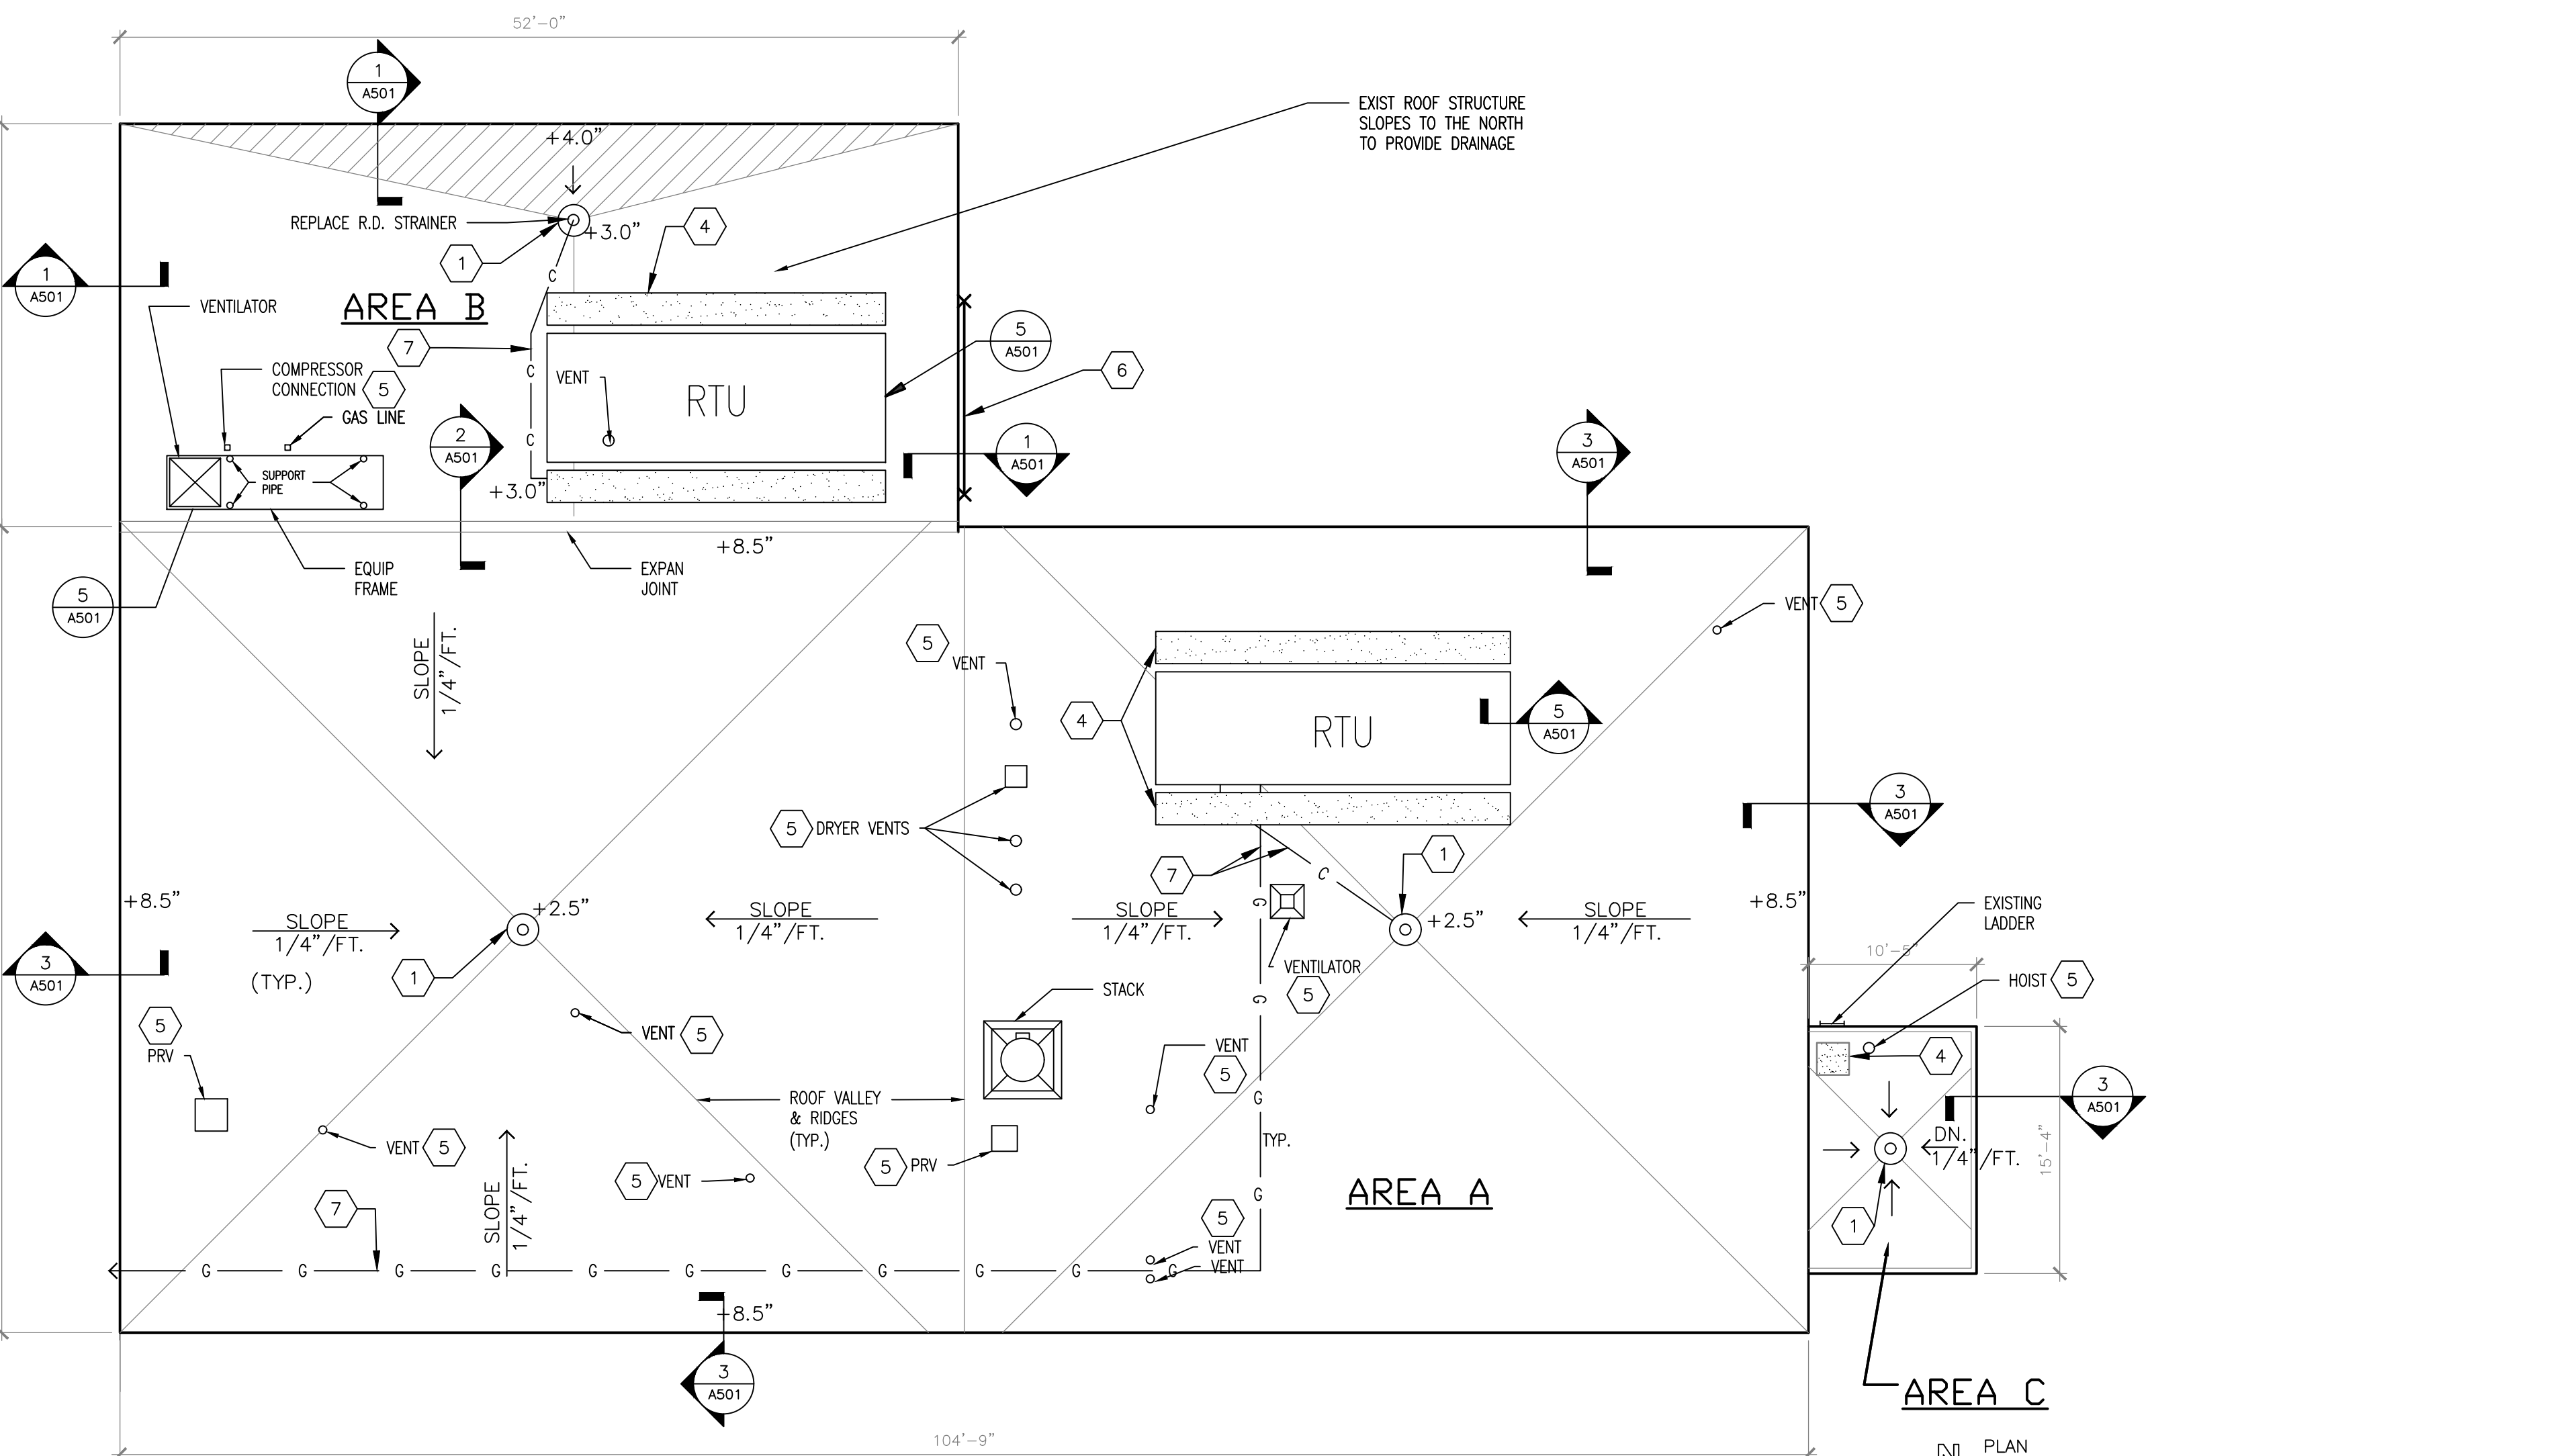 52'-0"
1
A501
EXIST ROOF STRUCTURE
SLOPES TO THE NORTH
TO PROVIDE DRAINAGE
+4.0"
REPLACE R.D. STRAINER
+3.0"
4
1
C
1
A501
VENTILATOR
AREA B
7
5
A501
COMPRESSOR
CONNECTION
5
GAS LINE
C
VENT
RTU
6
2
A501
C
1
A501
3
A501
SUPPORT
PIPE
+3.0"
+8.5"
EQUIP
FRAME
EXPAN
JOINT
5
A501
SLOPE
1/4"/FT.
5
VENT
VENT
5
4
RTU
5
A501
5
DRYER VENTS
3
A501
7
C
1
+8.5"
+2.5"
SLOPE
1/4"/FT.
(TYP.)
SLOPE
1/4"/FT.
SLOPE
1/4"/FT.
G
+2.5"
SLOPE
1/4"/FT.
+8.5"
EXISTING
LADDER
10'-5"
3
A501
1
VENTILATOR
5
HOIST
5
STACK
G
5
PRV
VENT
5
VENT
5
4
3
A501
ROOF VALLEY
& RIDGES
(TYP.)
G
TYP.
DN.
1/4"/FT.
15'-4"
VENT
5
5
VENT
5
PRV
SLOPE
1/4"/FT.
7
G
AREA A
1
5
VENT
VENT
G G G G G G G G G G G
+8.5"
3
A501
AREA C
104'-9"
N
PLAN